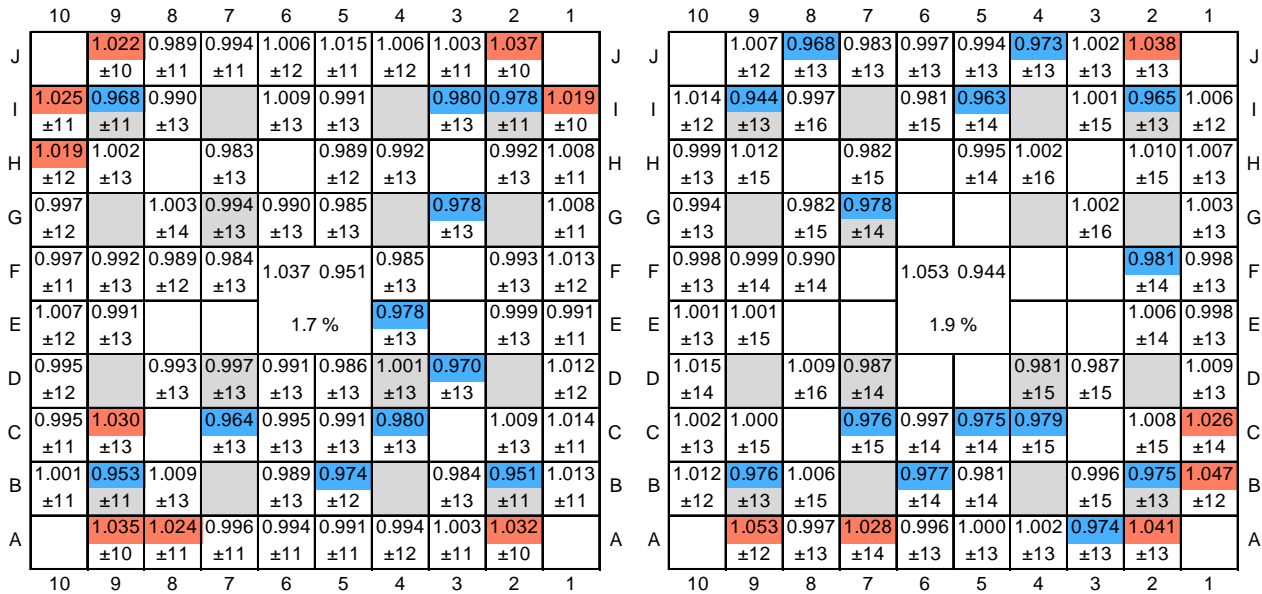 10 9 8 7 6 5 4 3 2 1 10 9 8 7 6 5 4 3 2 1
J 1.022 0.989 0.994 1.006 1.015 1.006 1.003 1.037 J J 1.007 0.968 0.983 0.997 0.994 0.973 1.002 1.038 J
±10 ±11 ±11 ±12 ±11 ±12 ±11 ±10 ±12 ±13 ±13 ±13 ±13 ±13 ±13 ±13
I 1.025 0.968 0.990 1.009 0.991 0.980 0.978 1.019 I I 1.014 0.944 0.997 0.981 0.963 1.001 0.965 1.006 I
±11 ±11 ±13 ±13 ±13 ±13 ±11 ±10 ±12 ±13 ±16 ±15 ±14 ±15 ±13 ±12
H 1.019 1.002 0.983 0.989 0.992 0.992 1.008 H H 0.999 1.012 0.982 0.995 1.002 1.010 1.007 H
±12 ±13 ±13 ±12 ±13 ±13 ±11 ±13 ±15 ±15 ±14 ±16 ±15 ±13
G 0.997 1.003 0.994 0.990 0.985 0.978 1.008 G G 0.994 0.982 0.978 1.002 1.003 G
±12 ±14 ±13 ±13 ±13 ±13 ±11 ±13 ±15 ±14 ±16 ±13
F 0.997 0.992 0.989 0.984 1.037 0.951 0.985 0.993 1.013 F F 0.998 0.999 0.990 1.053 0.944 0.981 0.998 F
±11 ±13 ±12 ±13 ±13 ±13 ±12 ±13 ±14 ±14 ±14 ±13
E 1.007 0.991 1.7 % 0.978 0.999 0.991 E E 1.001 1.001 1.9 % 1.006 0.998 E
±12 ±13 ±13 ±13 ±11 ±13 ±15 ±14 ±13
D 0.995 0.993 0.997 0.991 0.986 1.001 0.970 1.012 D D 1.015 1.009 0.987 0.981 0.987 1.009 D
±12 ±13 ±13 ±13 ±13 ±13 ±13 ±12 ±14 ±16 ±14 ±15 ±15 ±13
C 0.995 1.030 0.964 0.995 0.991 0.980 1.009 1.014 C C 1.002 1.000 0.976 0.997 0.975 0.979 1.008 1.026 C
±11 ±13 ±13 ±13 ±13 ±13 ±13 ±11 ±13 ±15 ±15 ±14 ±14 ±15 ±15 ±14
B 1.001 0.953 1.009 0.989 0.974 0.984 0.951 1.013 B B 1.012 0.976 1.006 0.977 0.981 0.996 0.975 1.047 B
±11 ±11 ±13 ±13 ±12 ±13 ±11 ±11 ±12 ±13 ±15 ±14 ±14 ±15 ±13 ±12
A 1.035 1.024 0.996 0.994 0.991 0.994 1.003 1.032 A A 1.053 0.997 1.028 0.996 1.000 1.002 0.974 1.041 A
±10 ±11 ±11 ±11 ±11 ±12 ±11 ±10 ±12 ±13 ±14 ±13 ±13 ±13 ±13 ±13
10 9 8 7 6 5 4 3 2 1 10 9 8 7 6 5 4 3 2 1